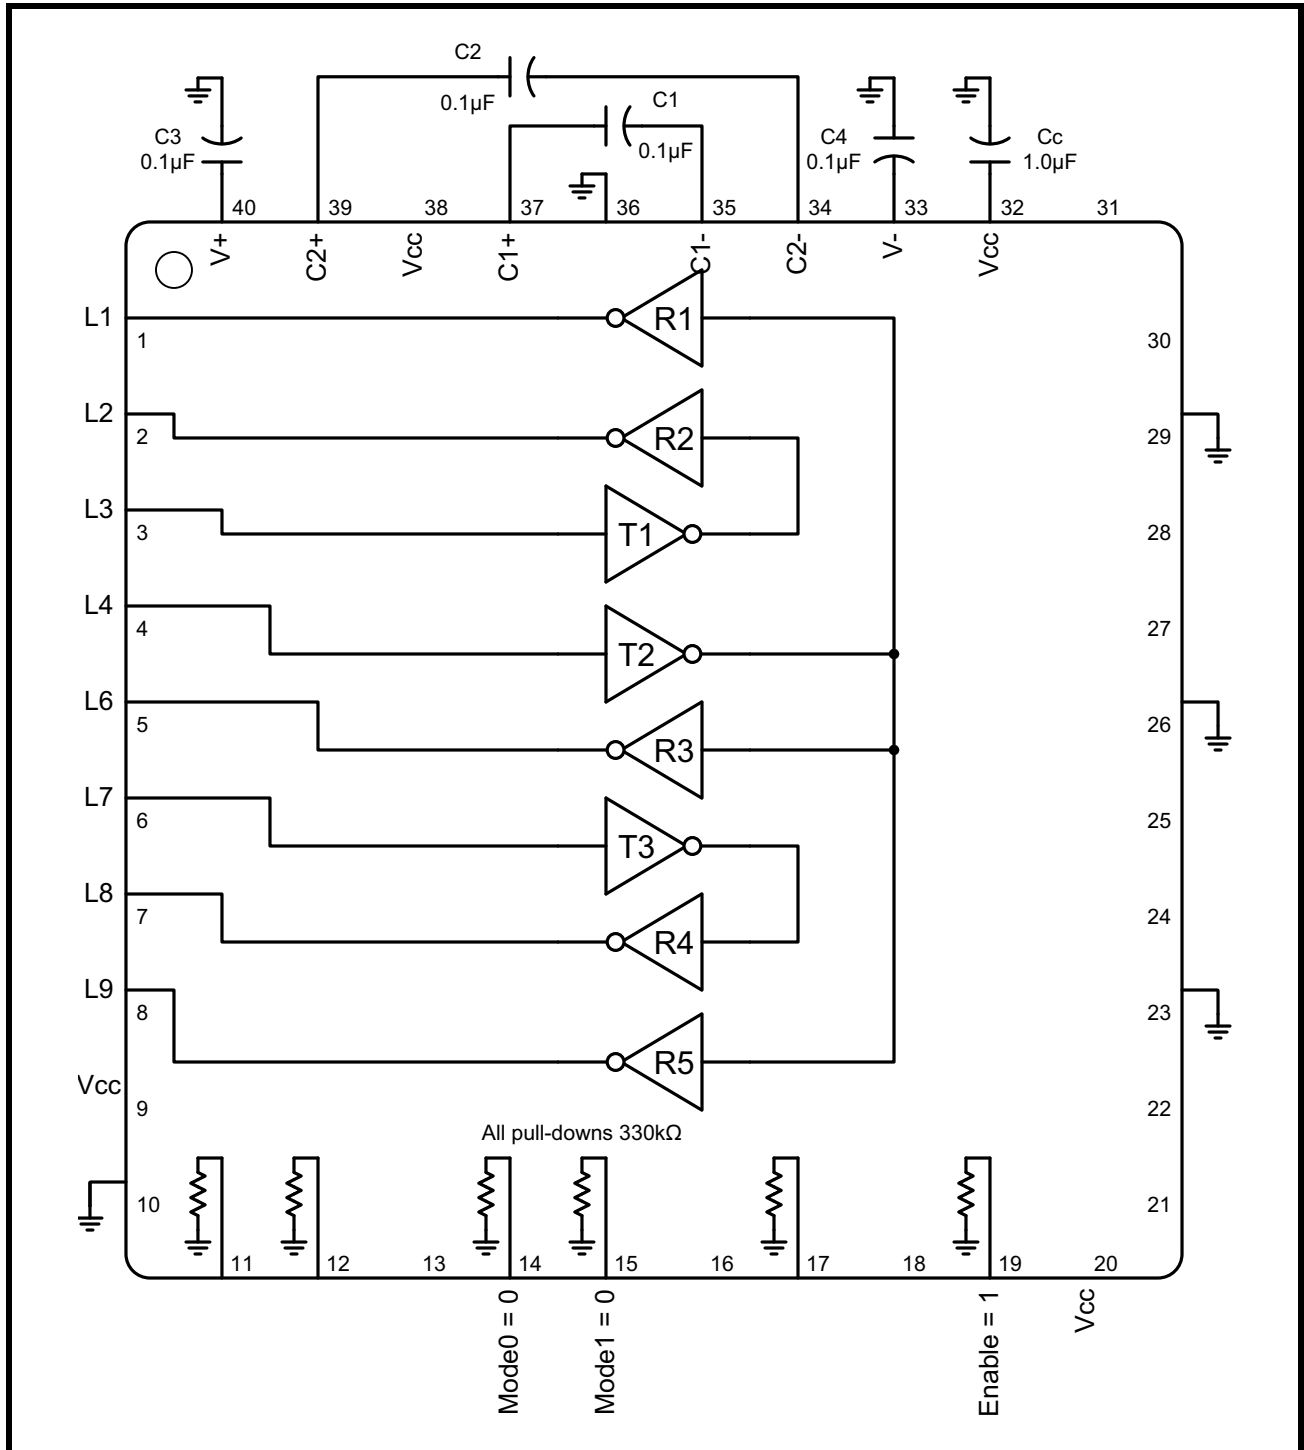 C2
0.1µF
C1
0.1µF
C3
0.1µF
C4
0.1µF
Cc
1.0µF
40 39 38 37 36 35 34 33 32 31
V+ C2+ Vcc C1+ C1- C2- V- Vcc
L1
1
R1
30
L2
2
R2
29
L3
3
T1
28
L4
4
T2
27
L6
5
R3
26
L7
6
T3
25
L8
7
R4
24
L9
8
R5
23
Vcc
9
22
All pull-downs 330kΩ
10
21
11 12 13 14 15 16 17 18 19 20
Mode0 = 0
Mode1 = 0
Enable = 1
Vcc